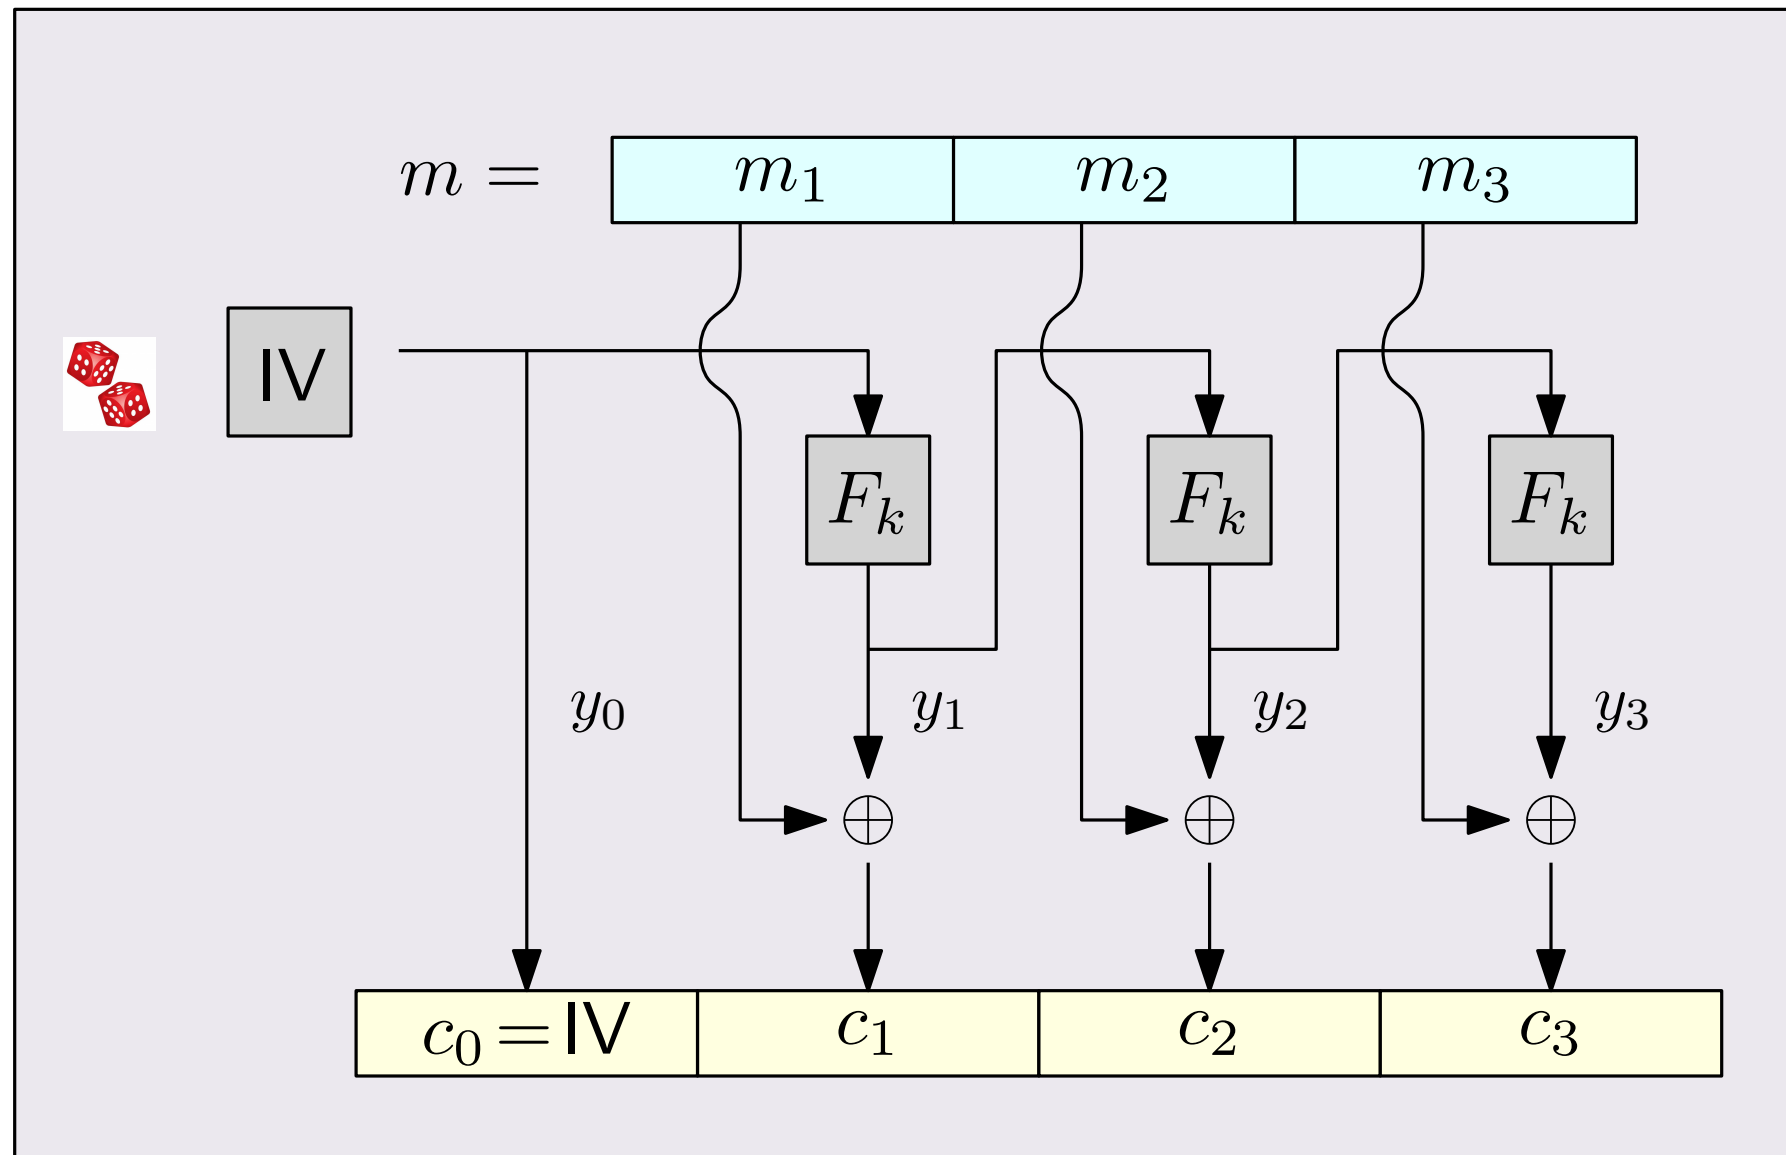 m = m₁ m₂ m₃
IV
Fₖ Fₖ Fₖ
y₀ y₁ y₂ y₃
c₀ = IV c₁ c₂ c₃